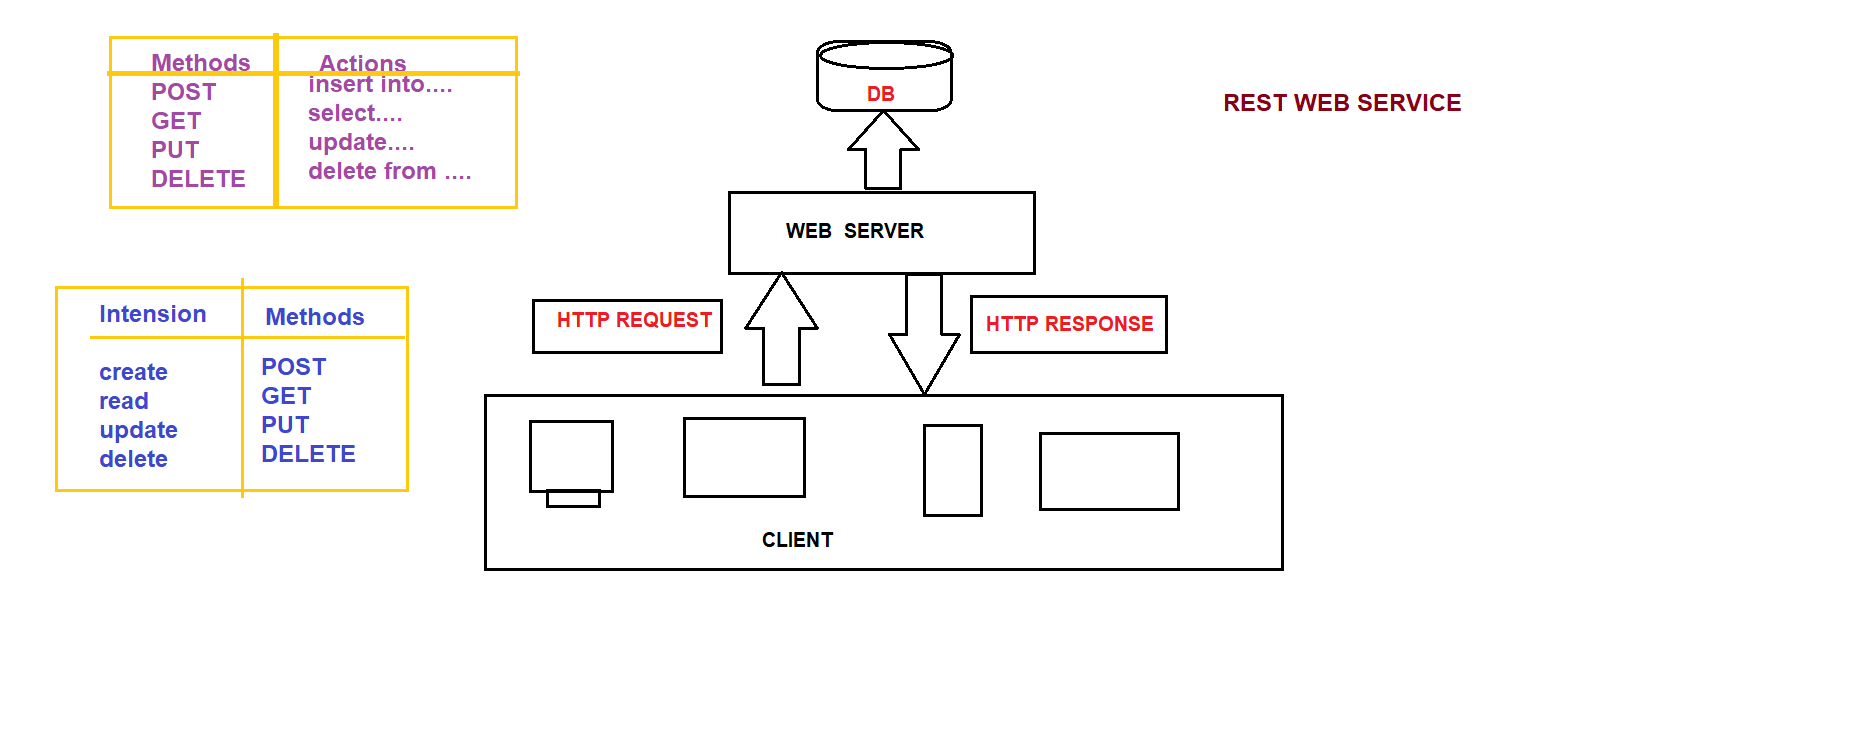 Methods Actions
POST insert into....
GET select....
PUT update....
DELETE delete from ....
DB
REST WEB SERVICE
WEB SERVER
Intension Methods
create POST
read GET
update PUT
delete DELETE
HTTP REQUEST
HTTP RESPONSE
CLIENT